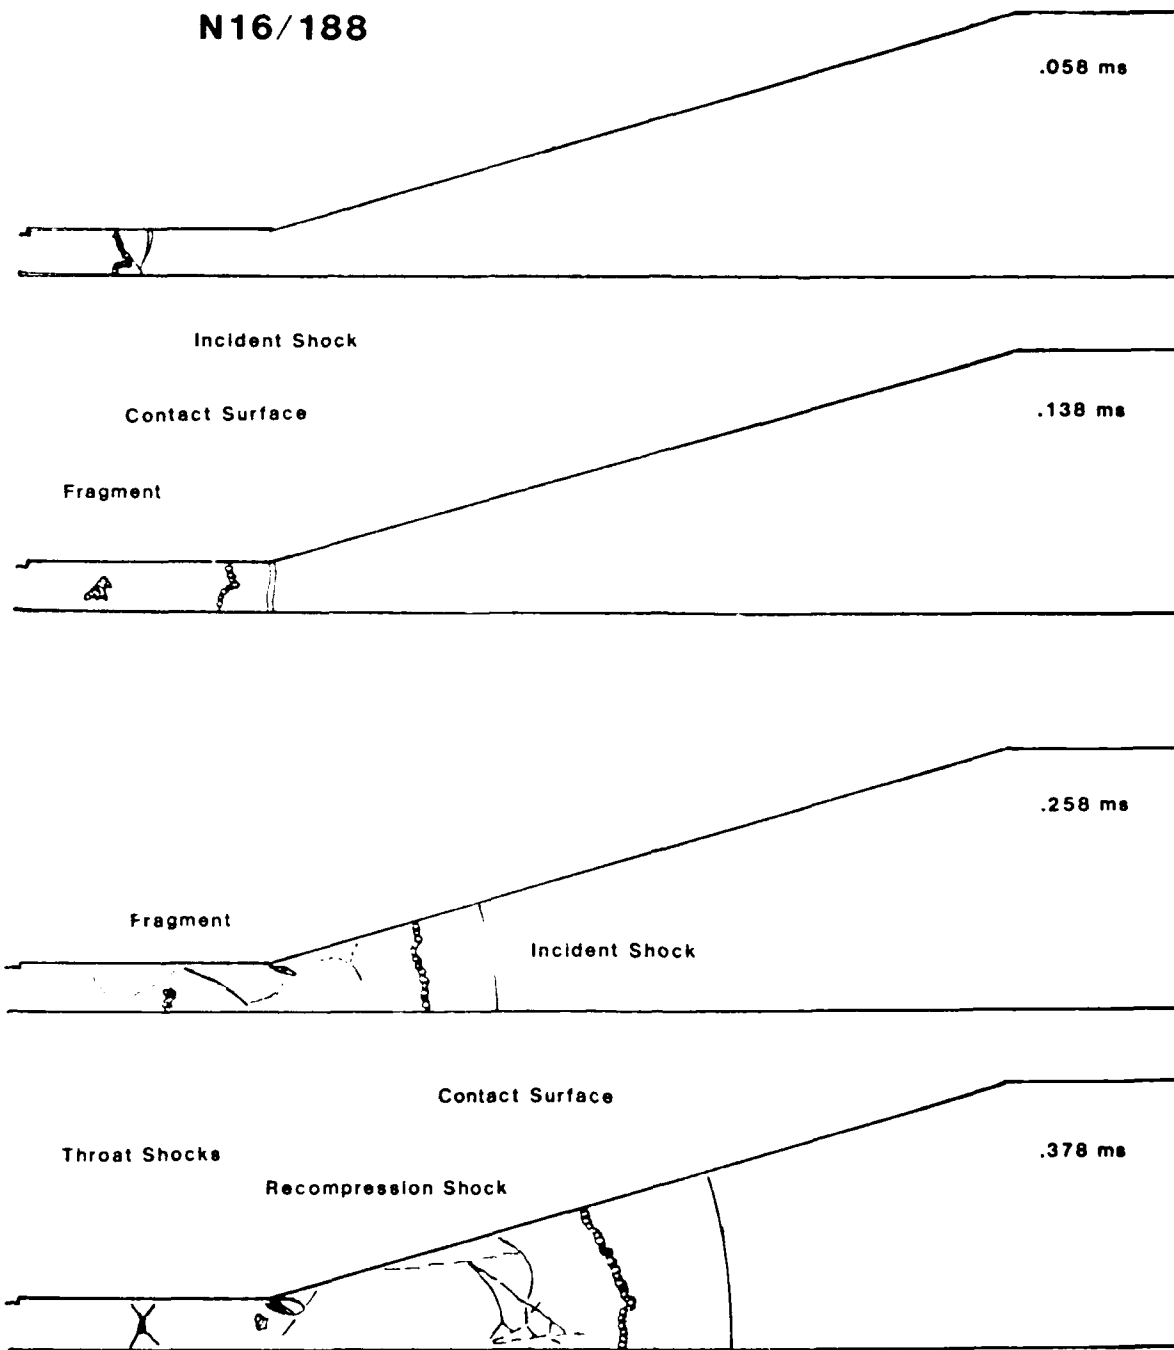 N16/188
.058 ms
Incident Shock
Contact Surface
.138 ms
Fragment
.258 ms
Fragment
Incident Shock
Contact Surface
Throat Shocks
.378 ms
Recompression Shock